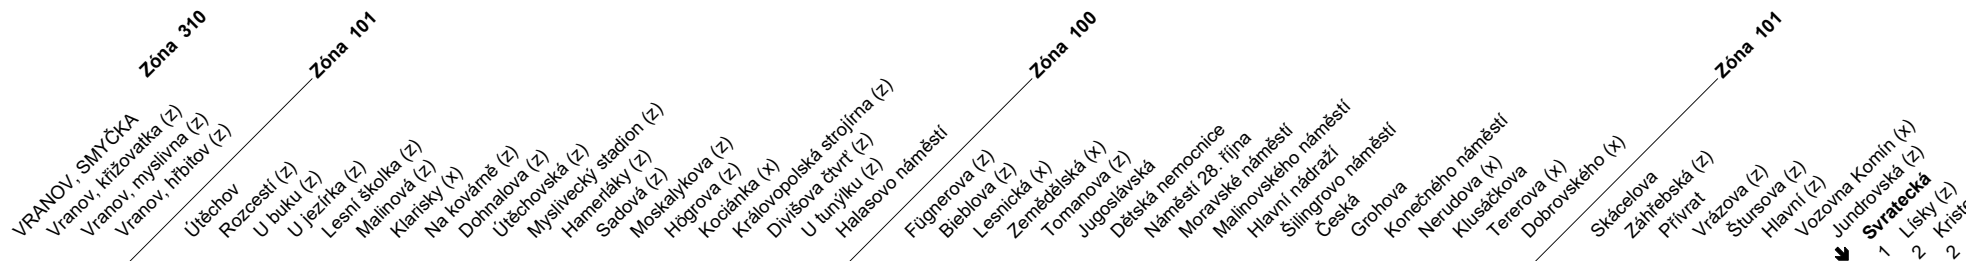 VRANOV, SMYČKA
Vranov, křižovatka (z)
Vranov, myslivna (z)
Vranov, hřbitov (z)
Zóna 310
Zóna 101
Útěchov
Rozcestí (z)
U buku (z)
U jezírka (z)
Lesní školka (z)
Malinová (z)
Klarisky (x)
Na kovárně (z)
Dohnalova (z)
Útěchovská (z)
Myslivecký stadion (z)
Hamerláky (z)
Sadová (z)
Moskalykova (z)
Högrova (z)
Kociánka (x)
Královopolská strojírna (z)
Divišova čtvrť (z)
U tunýlku (z)
Halasovo náměstí
Zóna 100
Fügnerova (z)
Bieblova (z)
Lesnická (x)
Zemědělská (x)
Tomanova (z)
Jugoslávská
Dětská nemocnice
Náměstí 28. října
Moravské náměstí
Malinovského náměstí
Hlavní nádraží
Šilingrovo náměstí
Česká
Grohova
Konečného náměstí
Nerudova (x)
Klusáčkova
Tererova (x)
Dobrovského (x)
Zóna 101
Skácelova
Záhřebská (z)
Přívrat
Vrázova (z)
Štursova (z)
Hlavní (z)
Vozovna Komín (x)
Jundrovská (z)
Svratecká
1 Lísky (z)
2
2